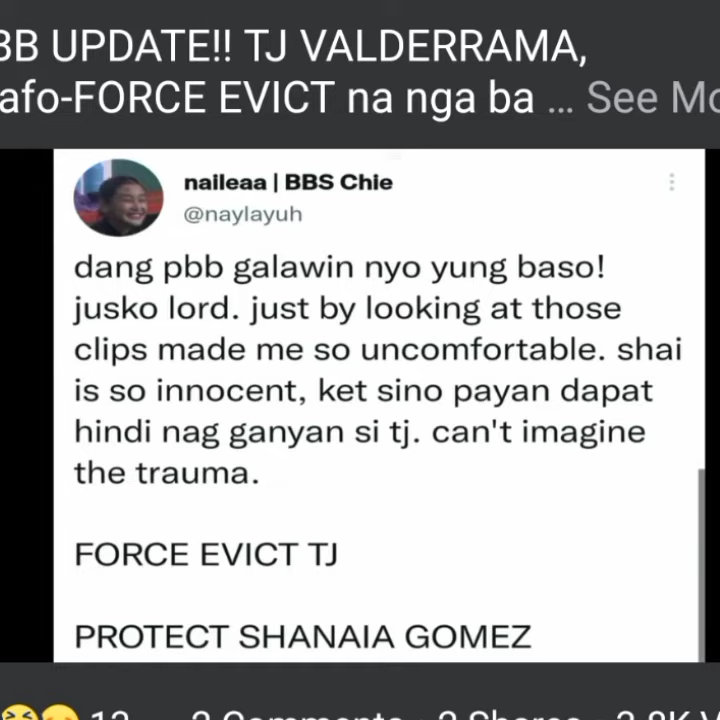 BB UPDATE!! TJ VALDERRAMA,
afo-FORCE EVICT na nga ba ... See Mo
naileaa | BBS Chie
@naylayuh
dang pbb galawin nyo yung baso!
jusko lord. just by looking at those
clips made me so uncomfortable. shai
is so innocent, ket sino payan dapat
hindi nag ganyan si tj. can't imagine
the trauma.
FORCE EVICT TJ
PROTECT SHANAIA GOMEZ